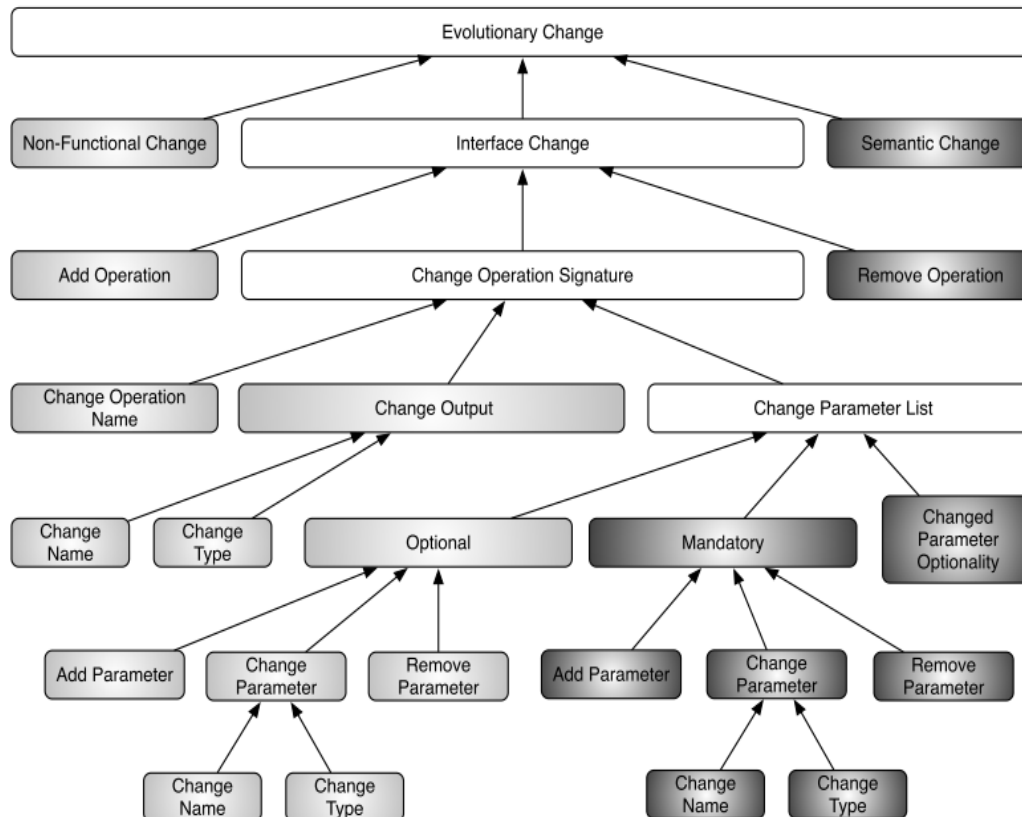 Evolutionary Change
Non-Functional Change
Interface Change
Semantic Change
Add Operation
Change Operation Signature
Remove Operation
Change Operation
Name
Change Output
Change Parameter List
Change
Name
Change
Type
Optional
Mandatory
Changed
Parameter
Optionality
Add Parameter
Change
Parameter
Remove
Parameter
Add Parameter
Change
Parameter
Remove
Parameter
Change
Name
Change
Type
Change
Name
Change
Type